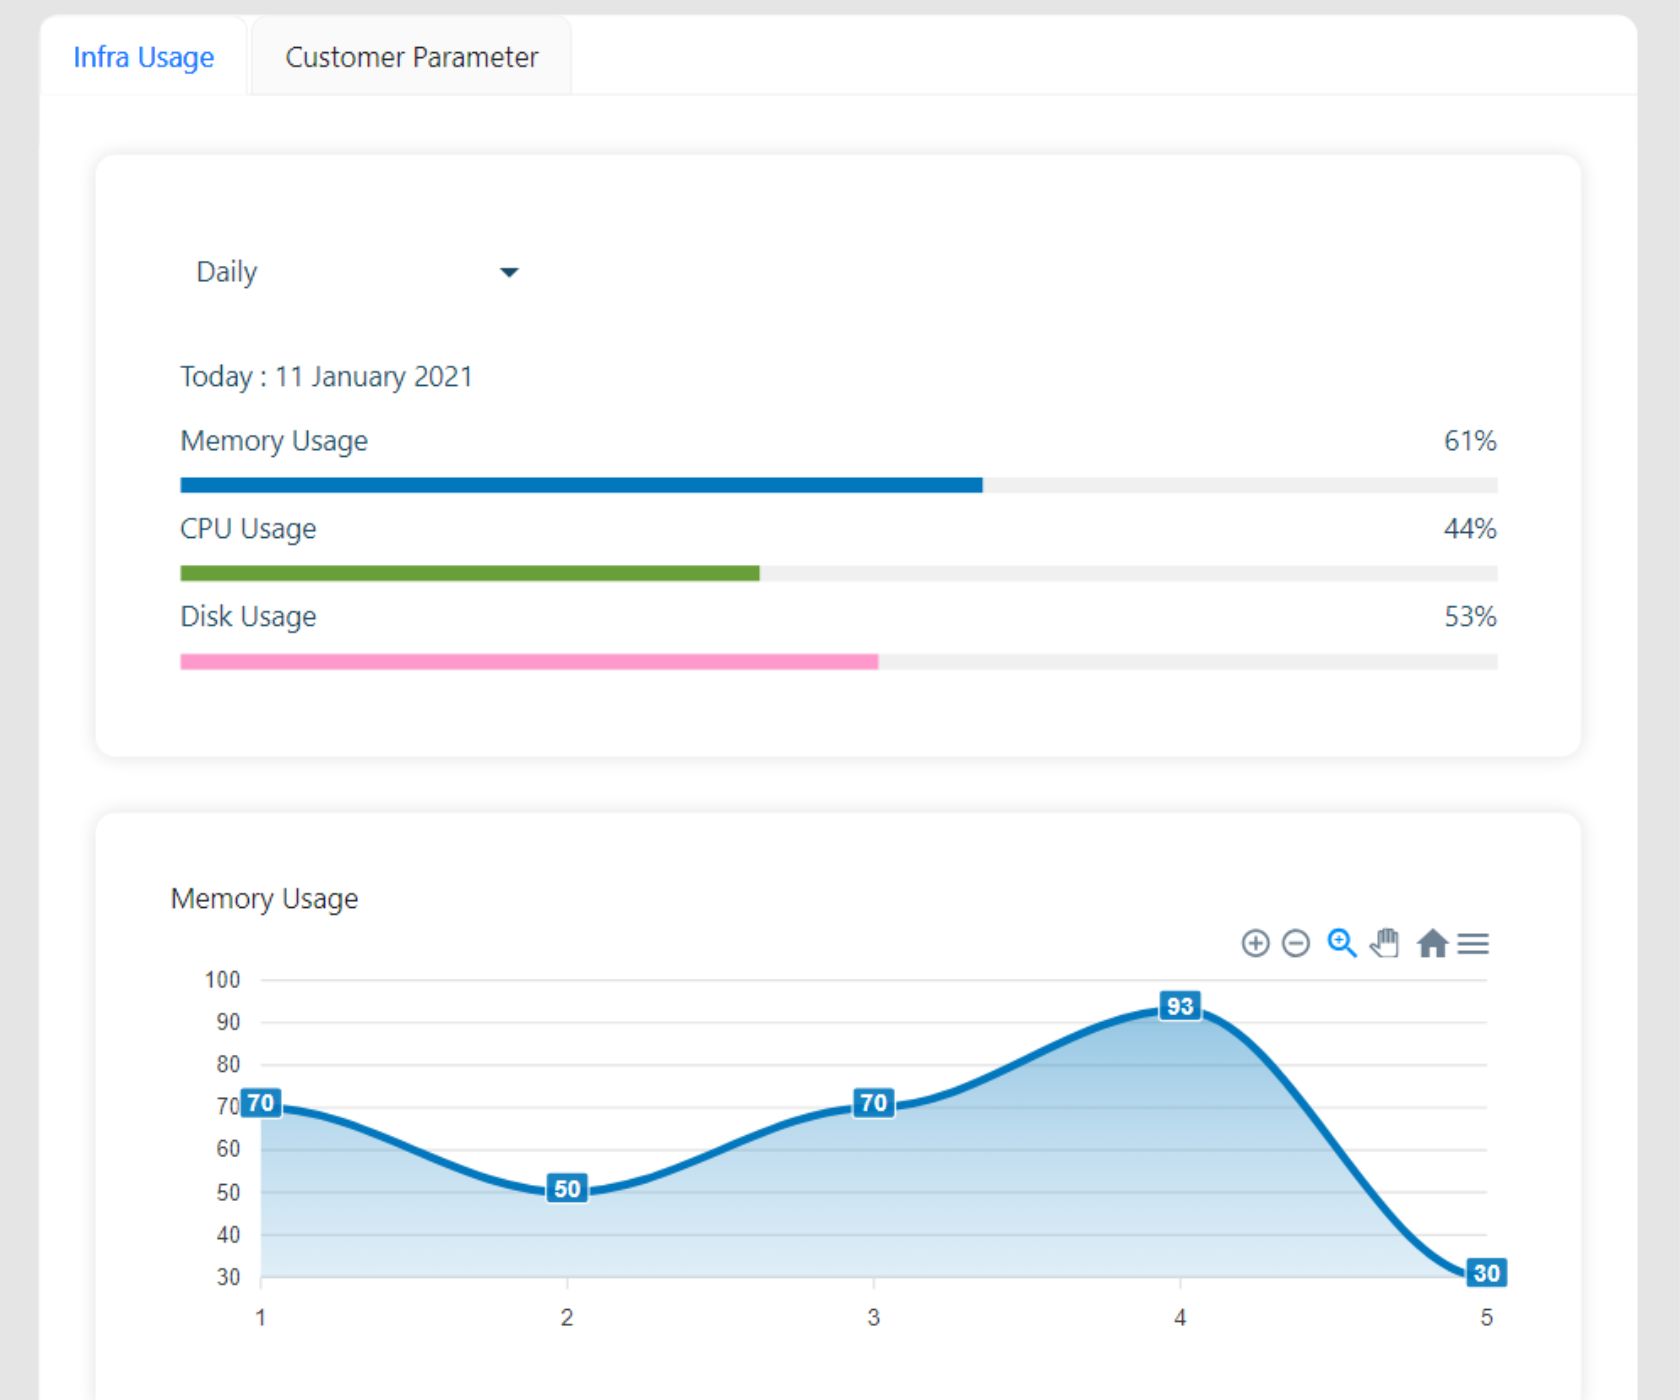 Infra Usage Customer Parameter
Daily
Today : 11 January 2021
Memory Usage 61%
CPU Usage 44%
Disk Usage 53%
Memory Usage
100
90
80
70
60
50
40
30
70
50
70
93
30
1 2 3 4 5